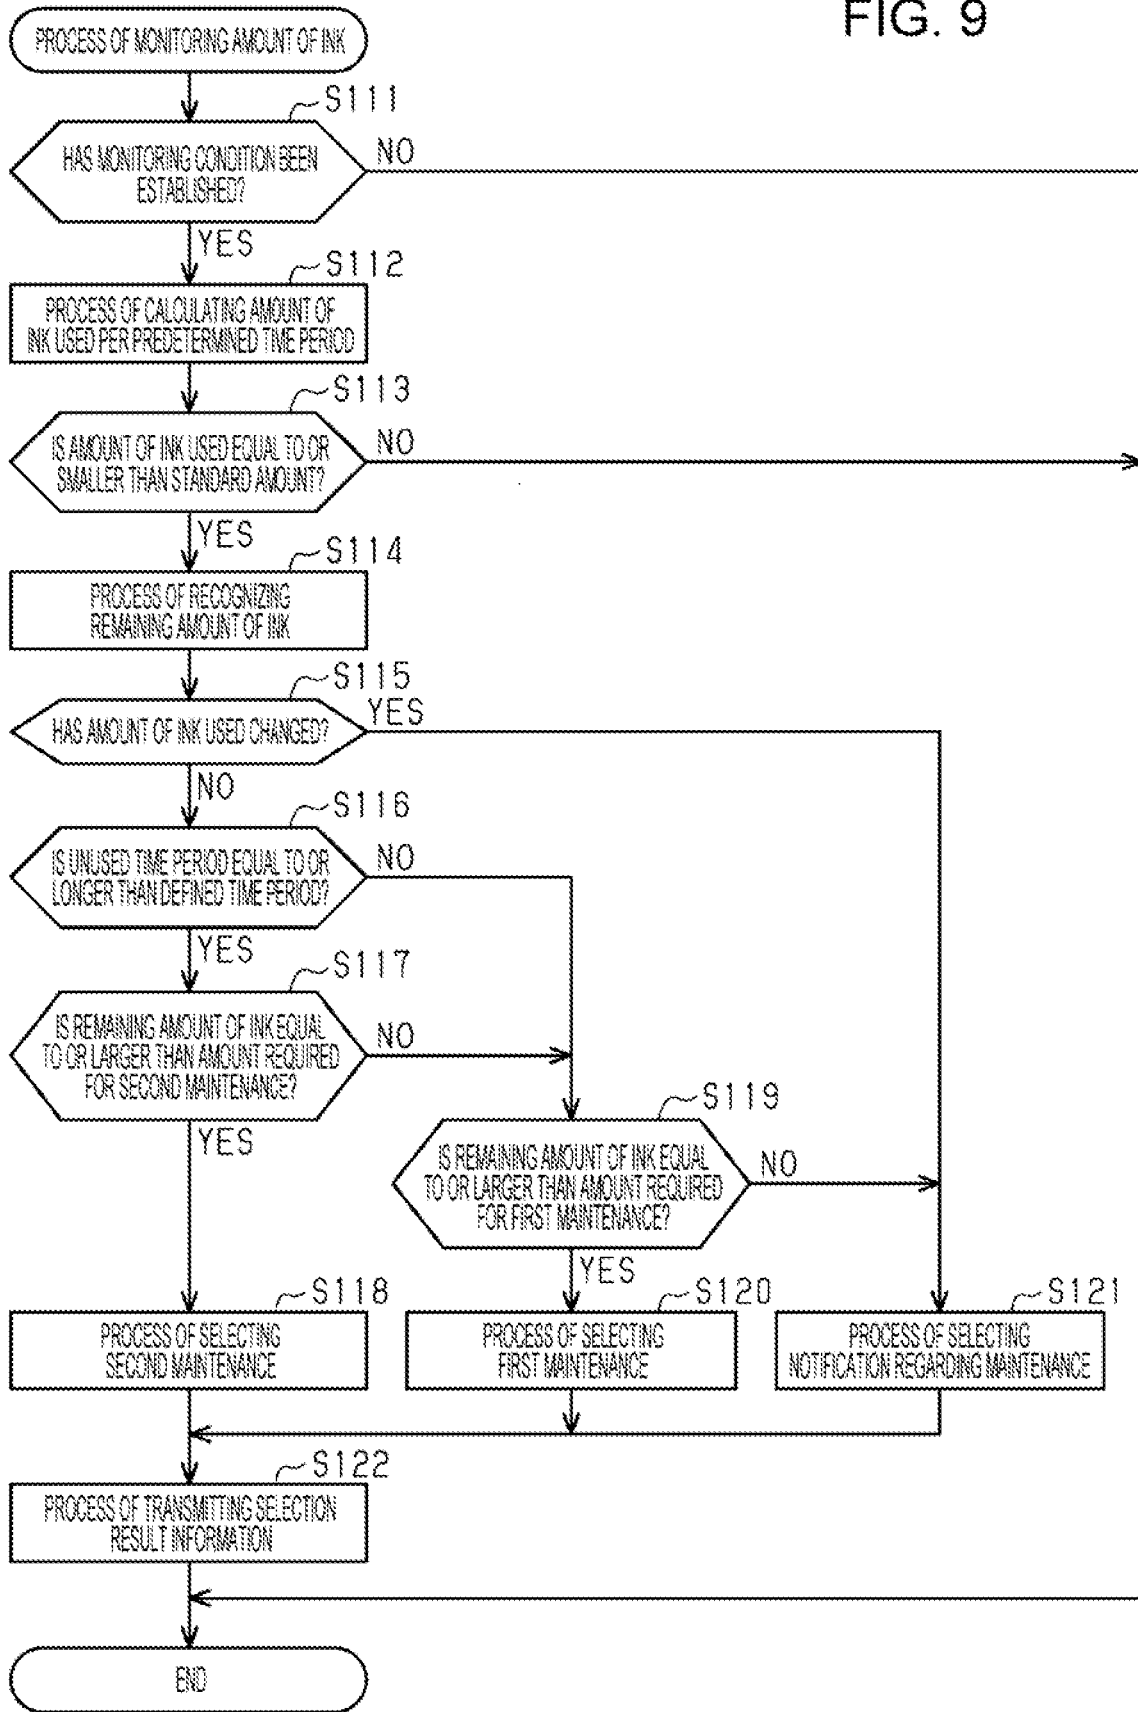 FIG. 9
PROCESS OF MONITORING AMOUNT OF INK
S111
HAS MONITORING CONDITION BEEN
ESTABLISHED?
NO
YES
S112
PROCESS OF CALCULATING AMOUNT OF
INK USED PER PREDETERMINED TIME PERIOD
S113
IS AMOUNT OF INK USED EQUAL TO OR
SMALLER THAN STANDARD AMOUNT?
NO
YES
S114
PROCESS OF RECOGNIZING
REMAINING AMOUNT OF INK
S115
HAS AMOUNT OF INK USED CHANGED?
YES
NO
S116
IS UNUSED TIME PERIOD EQUAL TO OR
LONGER THAN DEFINED TIME PERIOD?
NO
YES
S117
IS REMAINING AMOUNT OF INK EQUAL
TO OR LARGER THAN AMOUNT REQUIRED
FOR SECOND MAINTENANCE?
NO
YES
S119
IS REMAINING AMOUNT OF INK EQUAL
TO OR LARGER THAN AMOUNT REQUIRED
FOR FIRST MAINTENANCE?
NO
YES
S118
PROCESS OF SELECTING
SECOND MAINTENANCE
S120
PROCESS OF SELECTING
FIRST MAINTENANCE
S121
PROCESS OF SELECTING
NOTIFICATION REGARDING MAINTENANCE
S122
PROCESS OF TRANSMITTING SELECTION
RESULT INFORMATION
END